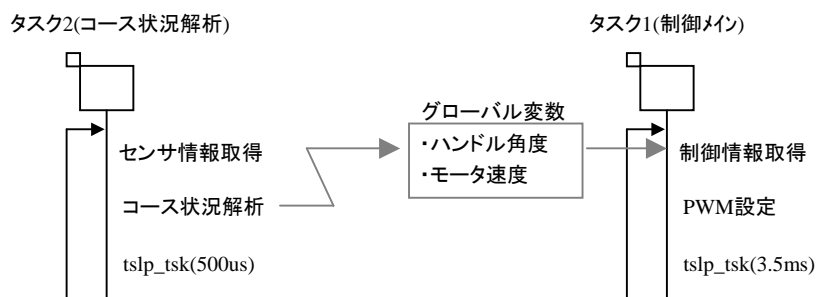 タスク2(コース状況解析)
タスク1(制御メイン)
グローバル変数
・ハンドル角度
・モータ速度
センサ情報取得
コース状況解析
tslp_tsk(500us)
制御情報取得
PWM設定
tslp_tsk(3.5ms)